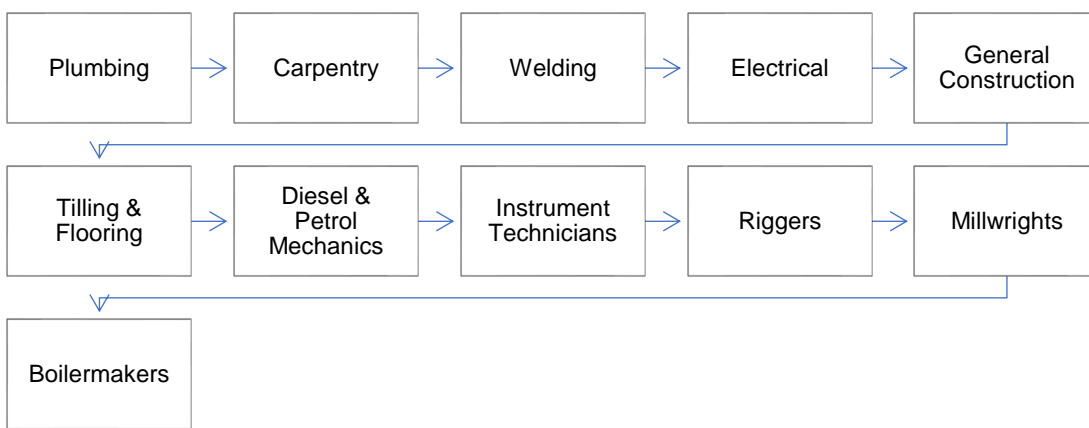 Plumbing
Carpentry
Welding
Electrical
General
Construction
Tilling &
Flooring
Diesel &
Petrol
Mechanics
Instrument
Technicians
Riggers
Millwrights
Boilermakers